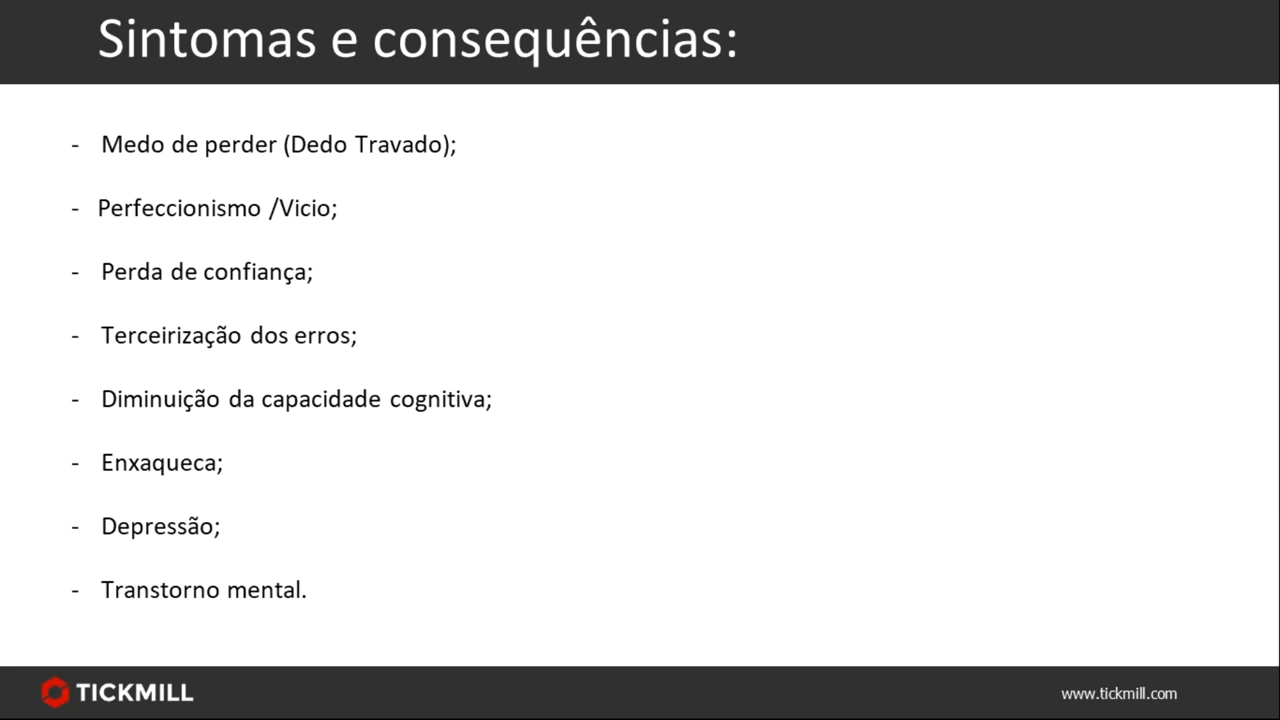 Sintomas e consequências:
- Medo de perder (Dedo Travado);
- Perfeccionismo /Vicio;
- Perda de confiança;
- Terceirização dos erros;
- Diminuição da capacidade cognitiva;
- Enxaqueca;
- Depressão;
- Transtorno mental.
TICKMILL
www.tickmill.com